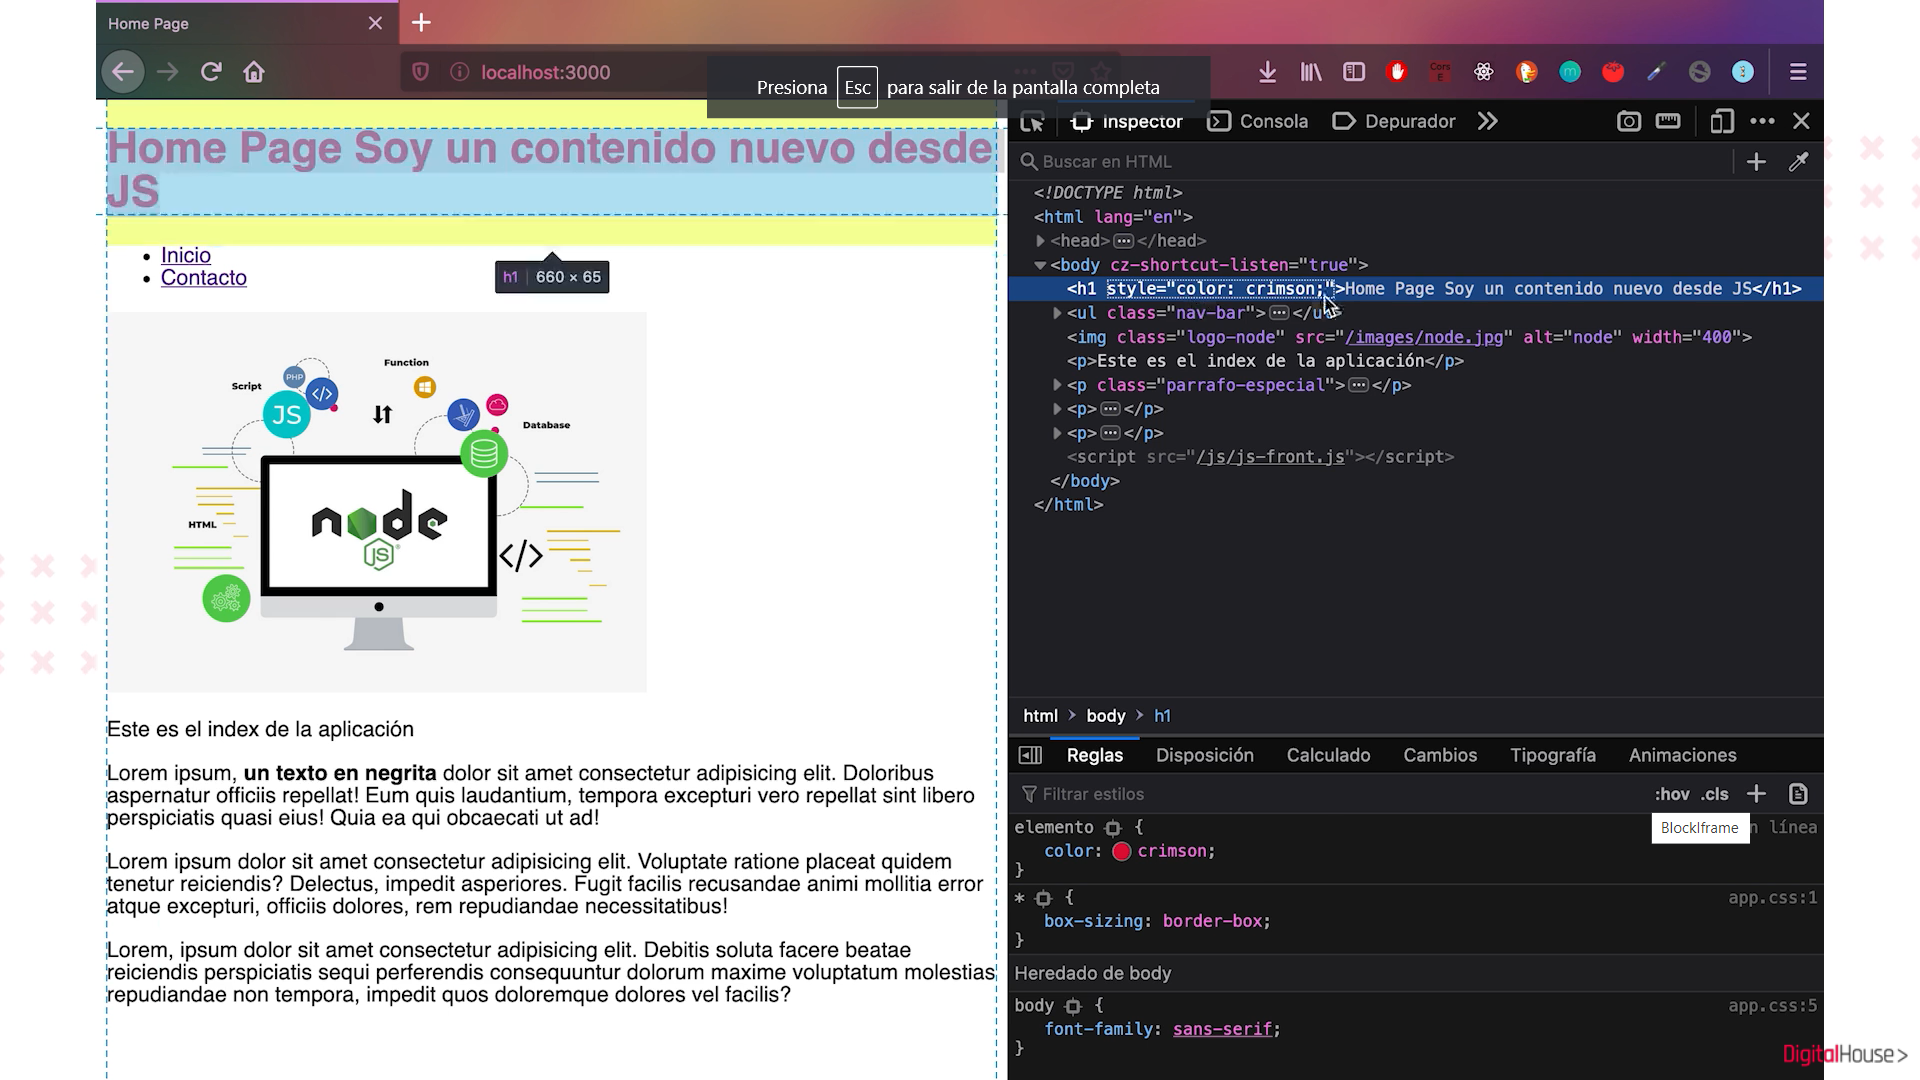 Home Page
localhost:3000
Presiona Esc para salir de la pantalla completa
Home Page Soy un contenido nuevo desde
JS
Inicio
Contacto
h1 660 × 65
Function
Script
PHP
</>
JS
Database
HTML
node
JS
</>
Este es el index de la aplicación
Lorem ipsum, un texto en negrita dolor sit amet consectetur adipisicing elit. Doloribus
aspernatur officiis repellat! Eum quis laudantium, tempora excepturi vero repellat sint libero
perspiciatis quasi eius! Quia ea qui obcaecati ut ad!
Lorem ipsum dolor sit amet consectetur adipisicing elit. Voluptate ratione placeat quidem
tenetur reiciendis? Delectus, impedit asperiores. Fugit facilis recusandae animi mollitia error
atque excepturi, officiis dolores, rem repudiandae necessitatibus!
Lorem, ipsum dolor sit amet consectetur adipisicing elit. Debitis soluta facere beatae
reiciendis perspiciatis sequi perferendis consequuntur dolorum maxime voluptatum molestias
repudiandae non tempora, impedit quos doloremque dolores vel facilis?
Cors
E
Inspector Consola Depurador
Buscar en HTML
<!DOCTYPE html>
<html lang="en">
<head></head>
<body cz-shortcut-listen="true">
<h1 style="color: crimson;">Home Page Soy un contenido nuevo desde JS</h1>
<ul class="nav-bar"></ul>
<img class="logo-node" src="/images/node.jpg" alt="node" width="400">
<p>Este es el index de la aplicación</p>
<p class="parrafo-especial"></p>
<p></p>
<p></p>
<script src="/js/js-front.js"></script>
</body>
</html>
html > body > h1
Reglas Disposición Calculado Cambios Tipografía Animaciones
Filtrar estilos :hov .cls +
BlockIframe
elemento { n línea
color: crimson;
}
* { app.css:1
box-sizing: border-box;
}
Heredado de body
body { app.css:5
font-family: sans-serif;
}
DigitalHouse>